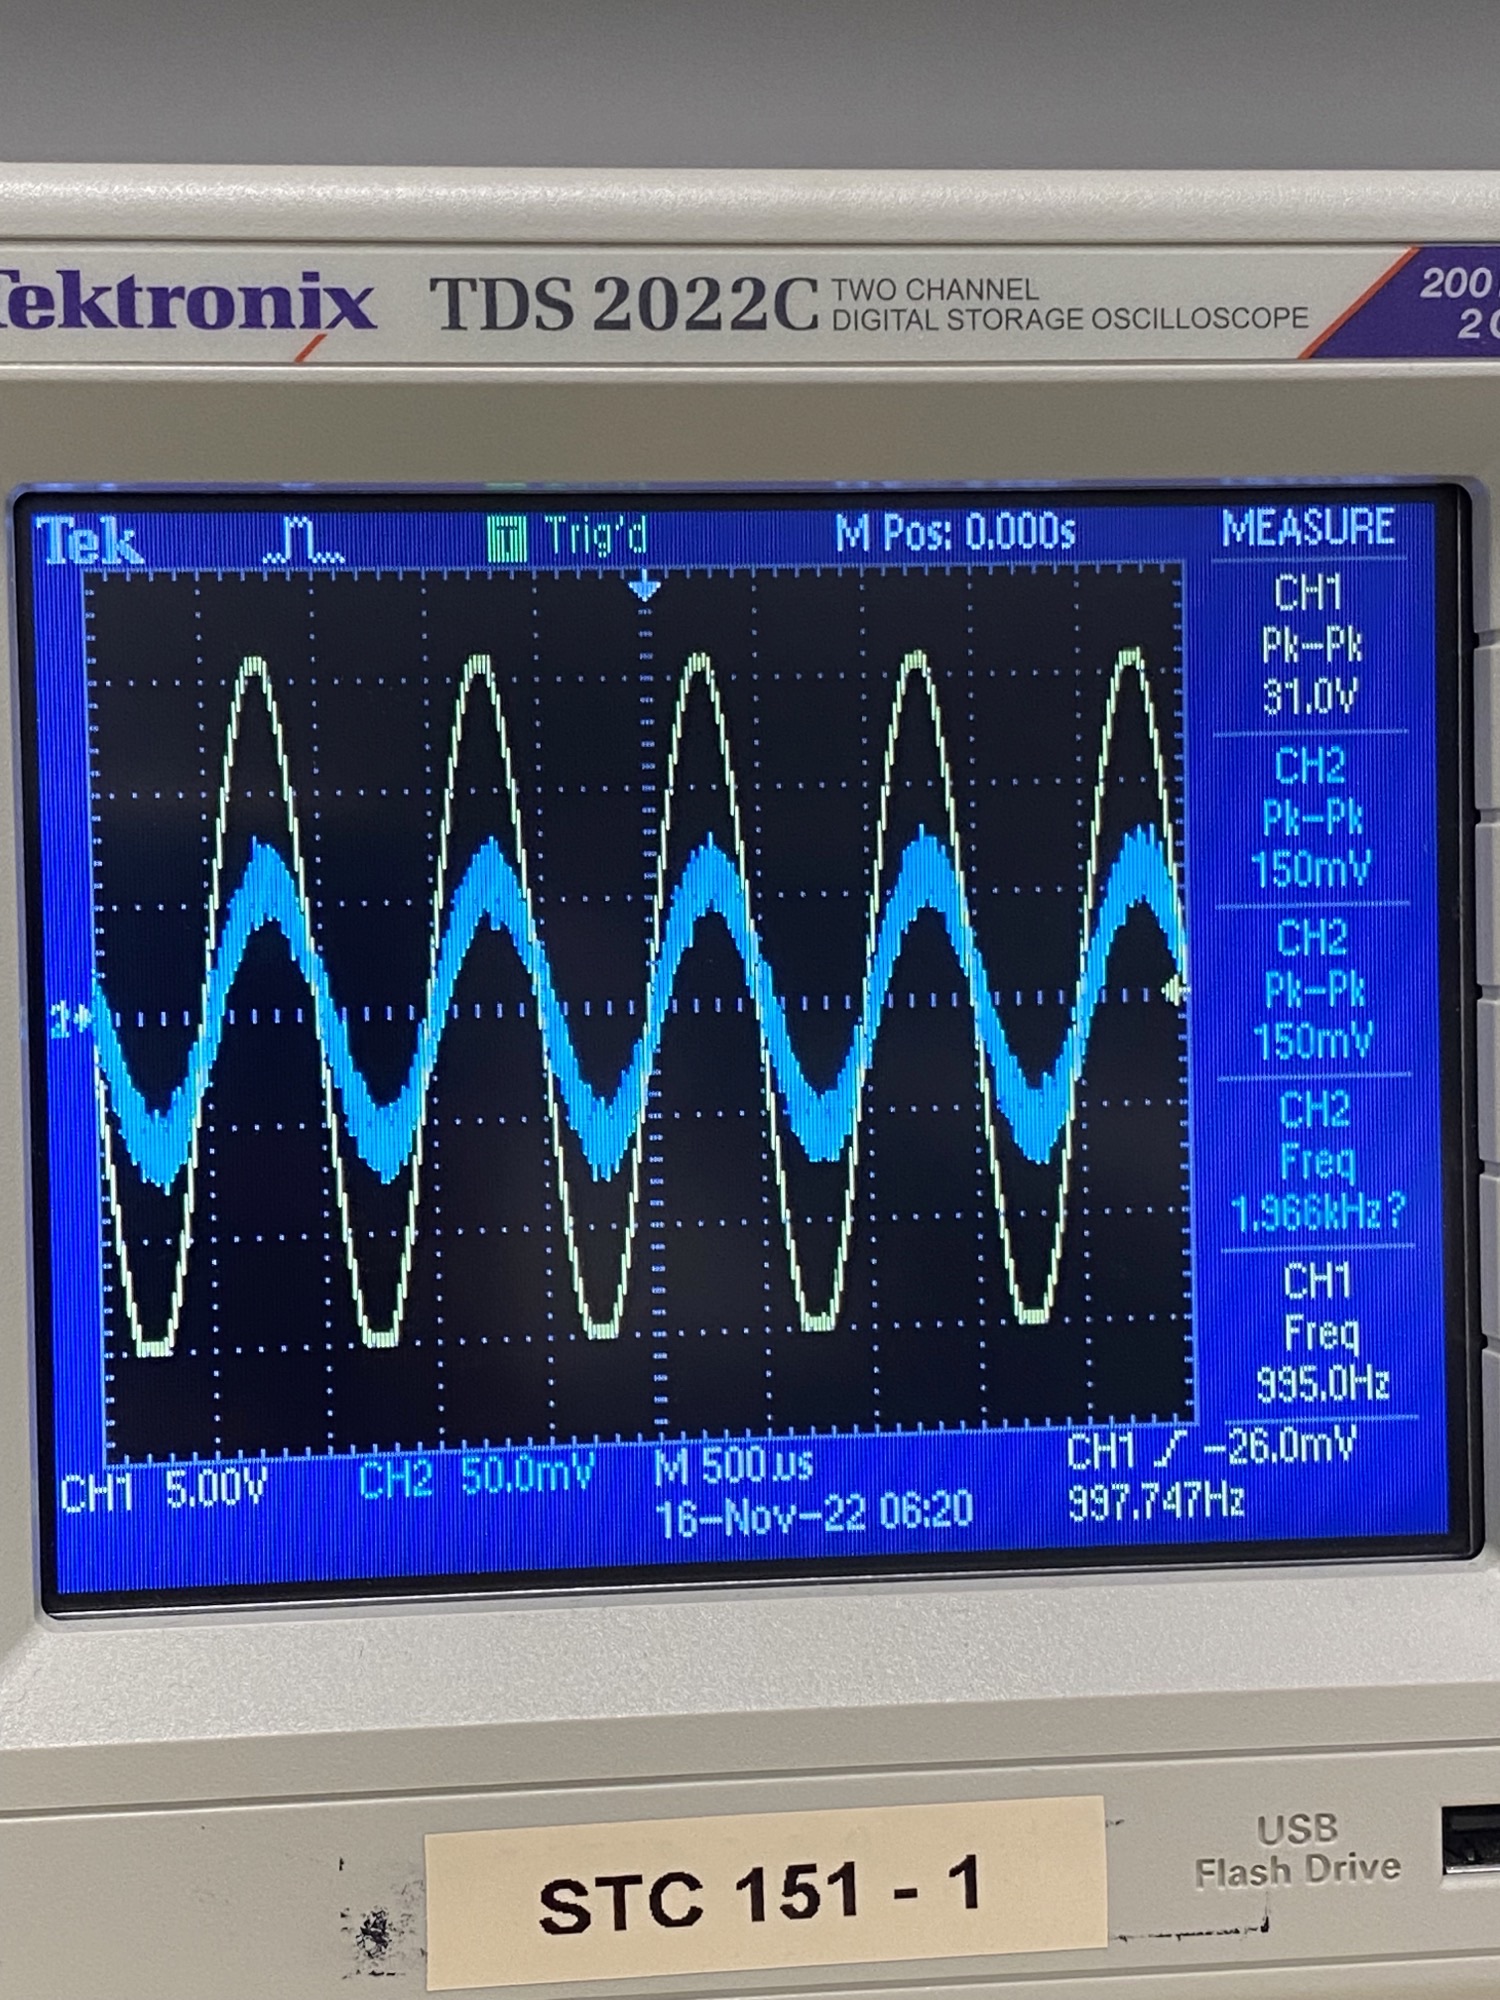 Tektronix TDS 2022C TWO CHANNEL
DIGITAL STORAGE OSCILLOSCOPE
200
2
Tek Trig'd M Pos: 0.000s MEASURE
CH1
Pk-Pk
31.0V
CH2
Pk-Pk
150mV
CH2
Pk-Pk
150mV
CH2
Freq
1.966kHz?
CH1
Freq
995.0Hz
2
CH1 5.00V CH2 50.0mV M 500µs CH1 -26.0mV
16-Nov-22 06:20 997.747Hz
USB
Flash Drive
STC 151 - 1